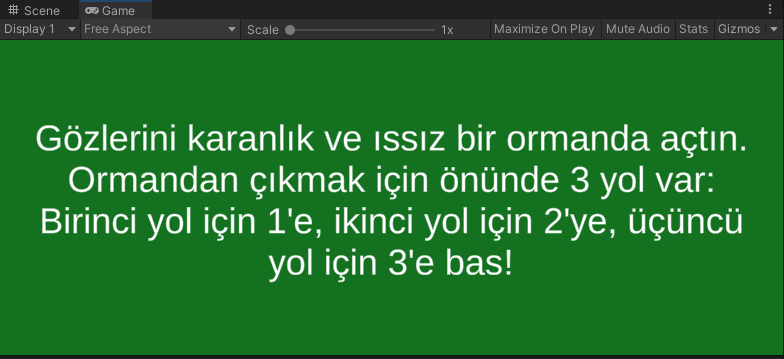 Scene Game
Display 1 Free Aspect Scale 1x Maximize On Play Mute Audio Stats Gizmos
Gözlerini karanlık ve ıssız bir ormanda açtın.
Ormandan çıkmak için önünde 3 yol var:
Birinci yol için 1'e, ikinci yol için 2'ye, üçüncü
yol için 3'e bas!